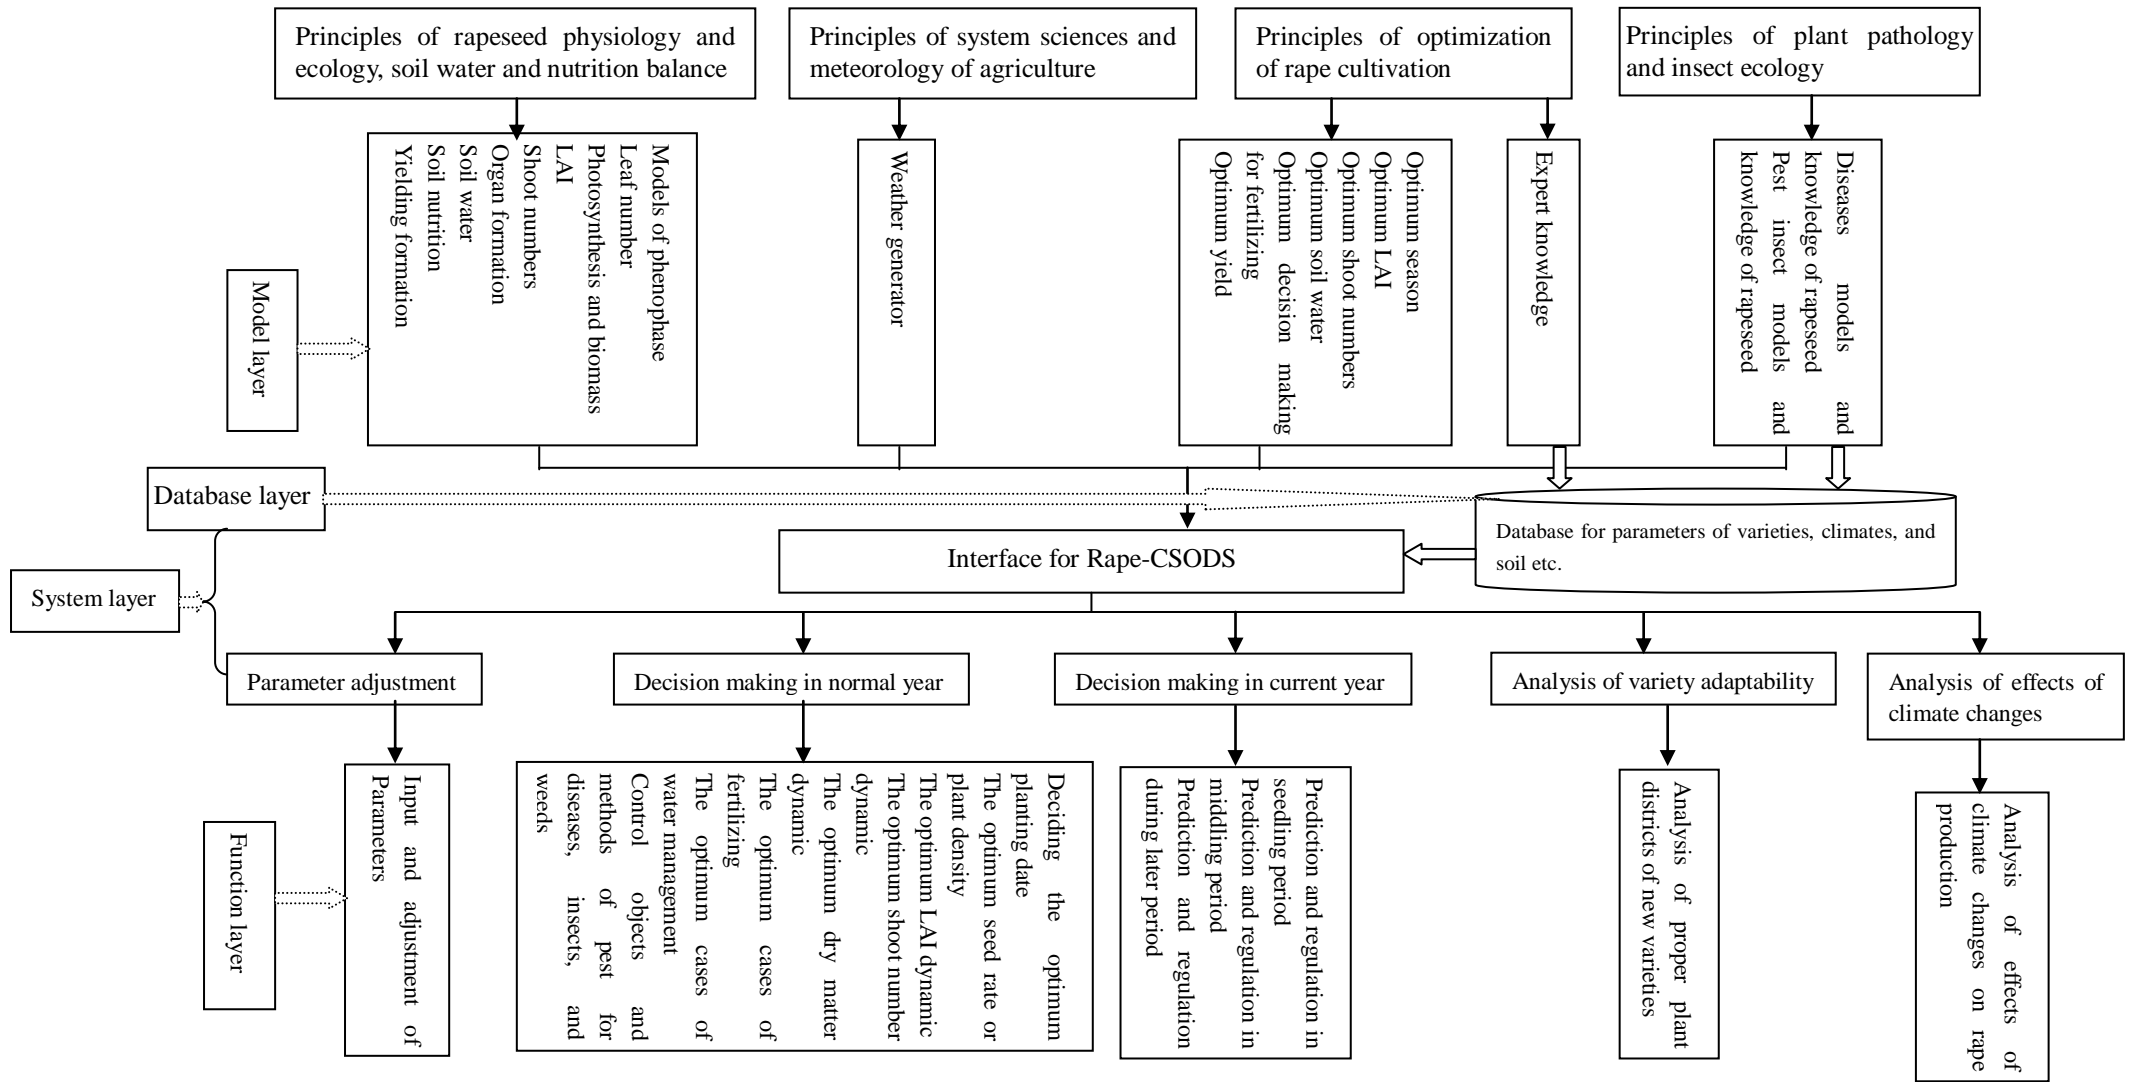 Principles of rapeseed physiology and
ecology, soil water and nutrition balance
Principles of system sciences and
meteorology of agriculture
Principles of optimization
of rape cultivation
Principles of plant pathology
and insect ecology
Models of phenophase
Leaf number
Photosynthesis and biomass
LAI
Shoot numbers
Organ formation
Soil water
Soil nutrition
Yielding formation
Weather generator
Optimum season
Optimum LAI
Optimum shoot numbers
Optimum soil water
Optimum decision making
for fertilizing
Optimum yield
Expert knowledge
Diseases models and
knowledge of rapeseed
Pest insect models and
knowledge of rapeseed
Model layer
Database layer
Database for parameters of varieties, climates, and
soil etc.
Interface for Rape-CSODS
System layer
Parameter adjustment
Decision making in normal year
Decision making in current year
Analysis of variety adaptability
Analysis of effects of
climate changes
Function layer
Input and adjustment of
Parameters
Deciding the optimum
planting date
The optimum seed rate or
plant density
The optimum LAI dynamic
The optimum shoot number
dynamic
The optimum dry matter
dynamic
The optimum cases of
fertilizing
The optimum cases of
water management
Control objects and
methods of pest for
diseases, insects, and
weeds
Prediction and regulation in
seedling period
Prediction and regulation in
middling period
Prediction and regulation
during later period
Analysis of proper plant
districts of new varieties
Analysis of effects of
climate changes on rape
production